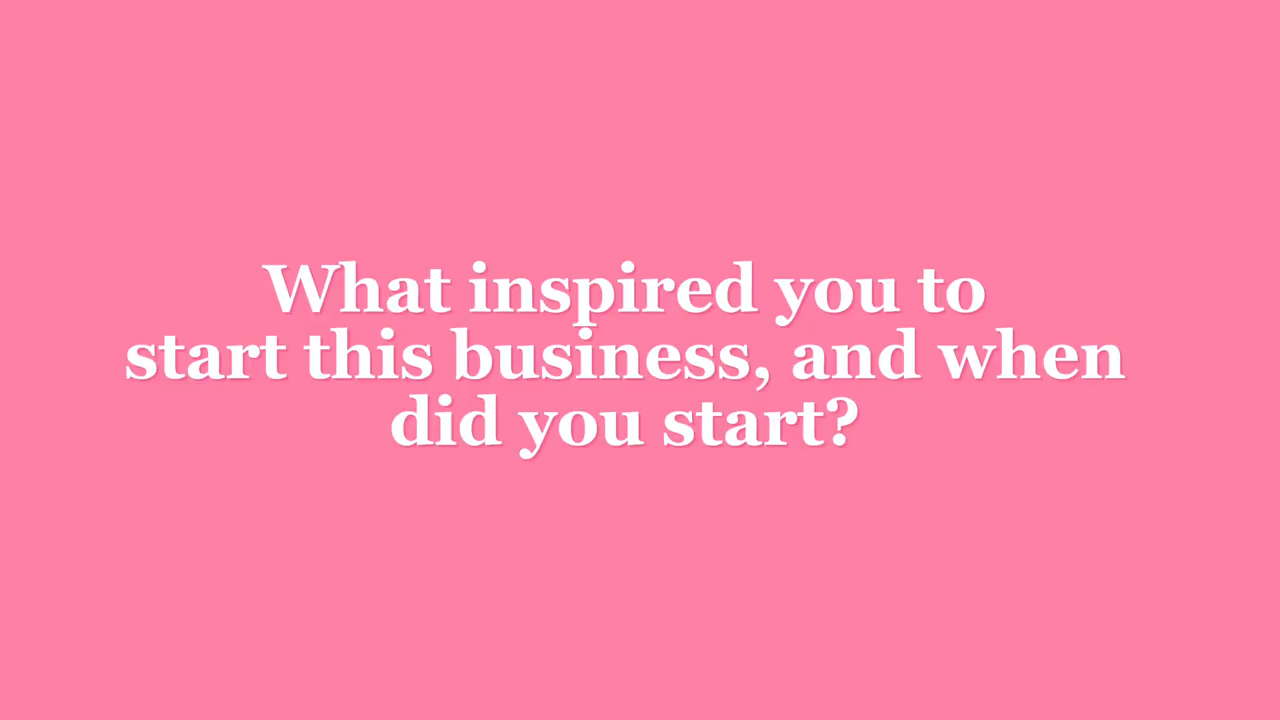 What inspired you to
start this business, and when
did you start?